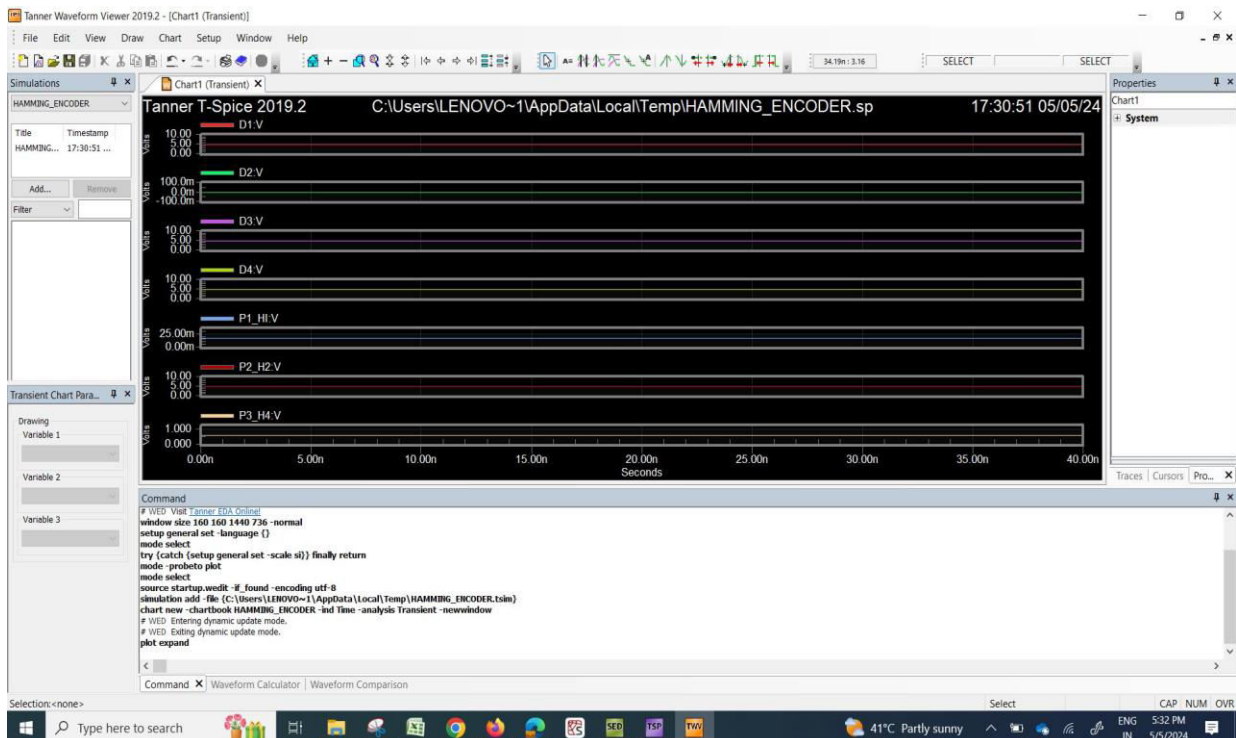 Tanner Waveform Viewer 2019.2 - [Chart1 (Transient)]
File Edit View Draw Chart Setup Window Help
34.19n : 3.16 SELECT SELECT
Simulations
HAMMING_ENCODER
Title Timestamp
HAMMING... 17:30:51 ...
Add... Remove
Filter
Chart1 (Transient)
Tanner T-Spice 2019.2 C:\Users\LENOVO~1\AppData\Local\Temp\HAMMING_ENCODER.sp 17:30:51 05/05/24
D1:V
Volts
10.00
5.00
0.00
D2:V
Volts
100.0m
0.0m
-100.0m
D3:V
Volts
10.00
5.00
0.00
D4:V
Volts
10.00
5.00
0.00
P1_HI:V
Volts
25.00m
0.00m
P2_H2:V
Volts
10.00
5.00
0.00
P3_H4:V
Volts
1.000
0.000
0.00n 5.00n 10.00n 15.00n 20.00n 25.00n 30.00n 35.00n 40.00n
Seconds
Properties
Chart1
System
Traces Cursors Pro...
Transient Chart Para...
Drawing
Variable 1
Variable 2
Variable 3
Command
# WED Visit Tanner EDA Online!
window size 160 160 1440 736 -normal
setup general set -language {}
mode select
try {catch {setup general set -scale si}} finally return
mode -probeto plot
mode select
source startup.wedit -if_found -encoding utf-8
simulation add -file {C:\Users\LENOVO~1\AppData\Local\Temp\HAMMING_ENCODER.tsim}
chart new -chartbook HAMMING_ENCODER -ind Time -analysis Transient -newwindow
# WED Entering dynamic update mode.
# WED Exiting dynamic update mode.
plot expand
Command Waveform Calculator Waveform Comparison
Selection:<none> Select CAP NUM OVR
Type here to search
SED TSP TWV
41°C Partly sunny
ENG
IN
5:32 PM
5/5/2024